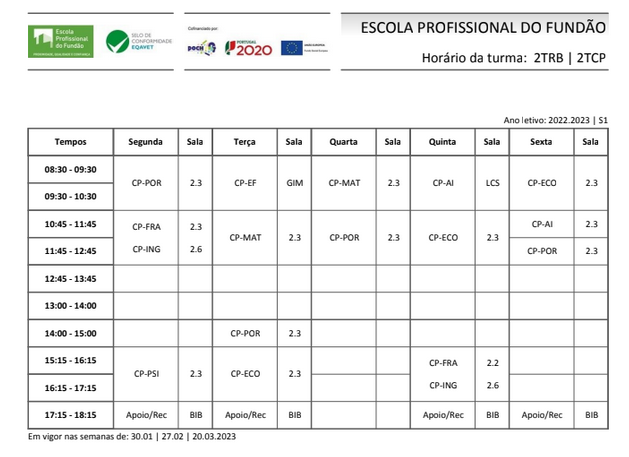 Escola
Profissional
do Fundão
SELO DE
CONFORMIDADE
EQAVET
Cofinanciado por:
POCH
PORTUGAL
2020
UNIÃO EUROPEIA
Fundo Social Europeu
ESCOLA PROFISSIONAL DO FUNDÃO
Horário da turma: 2TRB | 2TCP
Ano letivo: 2022.2023 | S1
Tempos Segunda Sala Terça Sala Quarta Sala Quinta Sala Sexta Sala
08:30 - 09:30
CP-POR 2.3 CP-EF GIM CP-MAT 2.3 CP-AI LCS CP-ECO 2.3
09:30 - 10:30
10:45 - 11:45 CP-FRA 2.3 CP-AI 2.3
CP-MAT 2.3 CP-POR 2.3 CP-ECO 2.3
11:45 - 12:45 CP-ING 2.6 CP-POR 2.3
12:45 - 13:45
13:00 - 14:00
14:00 - 15:00 CP-POR 2.3
15:15 - 16:15 CP-FRA 2.2
CP-PSI 2.3 CP-ECO 2.3
16:15 - 17:15 CP-ING 2.6
17:15 - 18:15 Apoio/Rec BIB Apoio/Rec BIB Apoio/Rec BIB Apoio/Rec BIB
Em vigor nas semanas de: 30.01 | 27.02 | 20.03.2023